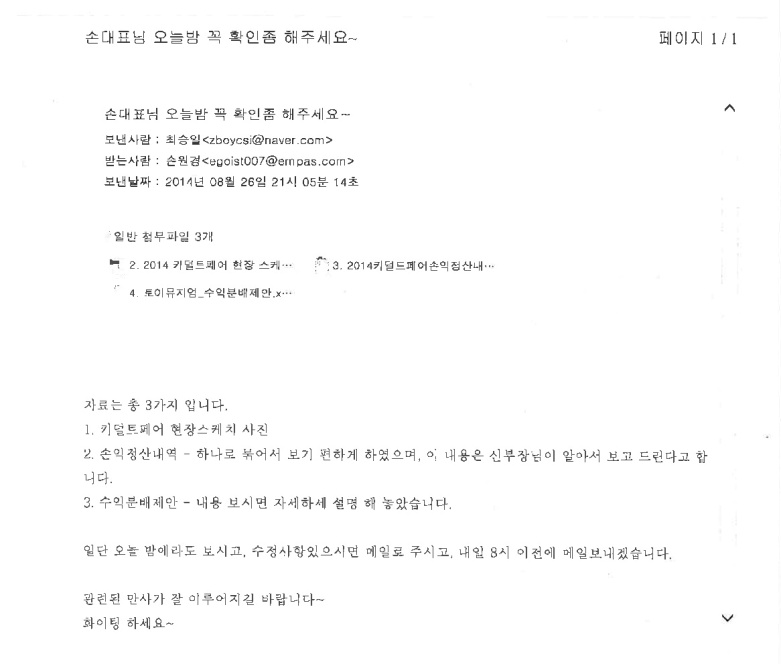 손대표님 오늘밤 꼭 확인좀 해주세요~
페이지 1 / 1
손대표님 오늘밤 꼭 확인좀 해주세요~
보낸사람 : 최승일<zboycsi@naver.com>
받는사람 : 손원경<egoist007@empas.com>
보낸날짜 : 2014년 08월 26일 21시 05분 14초
일반 첨부파일 3개
2. 2014 키덜트페어 현장 스케…
3. 2014키덜트페어손익정산내…
4. 토이뮤지엄_수익분배제안.x…
자료는 총 3가지 입니다.
1. 키덜트페어 현장스케치 사진
2. 손익정산내역 - 하나로 묶어서 보기 편하게 하였으며, 이 내용은 신부장님이 알아서 보고 드린다고 합
니다.
3. 수익분배제안 - 내용 보시면 자세하세 설명 해 놓았습니다.
일단 오늘 밤에라도 보시고, 수정사항있으시면 메일로 주시고, 내일 8시 이전에 메일보내겠습니다.
관련된 만사가 잘 이루어지길 바랍니다~
화이팅 하세요~